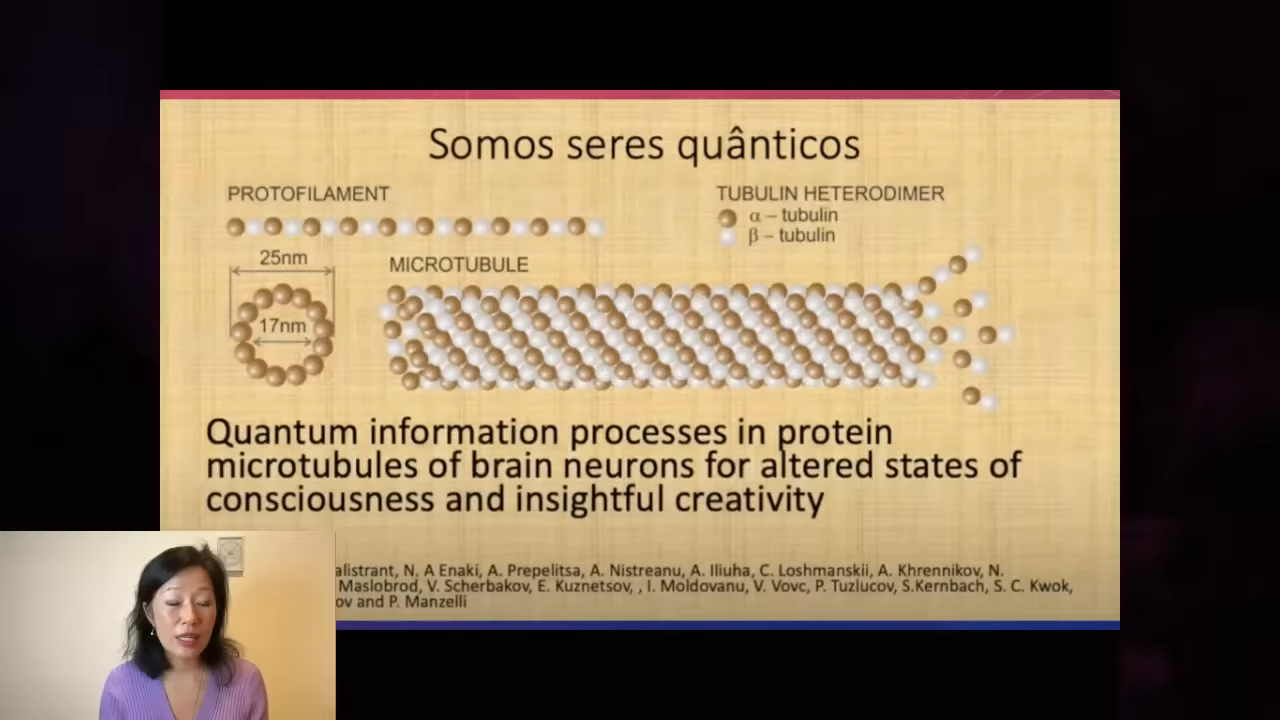 Somos seres quânticos
PROTOFILAMENT
TUBULIN HETERODIMER
α – tubulin
β – tubulin
25nm
17nm
MICROTUBULE
Quantum information processes in protein
microtubules of brain neurons for altered states of
consciousness and insightful creativity
N. A Enaki, A. Prepelitsa, A. Nistreanu, A. Iliuha, C. Loshmanskii, A. Khrennikov, N.
Maslobrod, V. Scherbakov, E. Kuznetsov, , I. Moldovanu, V. Vovc, P. Tuzlucov, S.Kernbach, S. C. Kwok,
and P. Manzelli